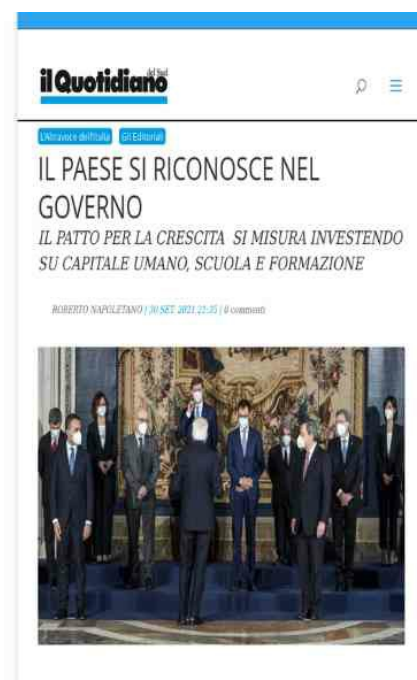 il Quotidiano
del Sud
L'Altravoce dell'Italia Gli Editoriali
IL PAESE SI RICONOSCE NEL
GOVERNO
IL PATTO PER LA CRESCITA SI MISURA INVESTENDO
SU CAPITALE UMANO, SCUOLA E FORMAZIONE
ROBERTO NAPOLETANO | 30 SET 2021 21:35 | 0 commenti